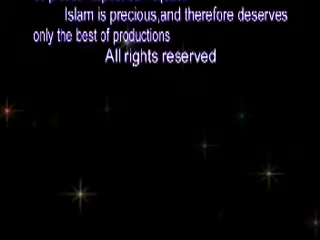 Islam is precious,and therefore deserves
only the best of productions
All rights reserved